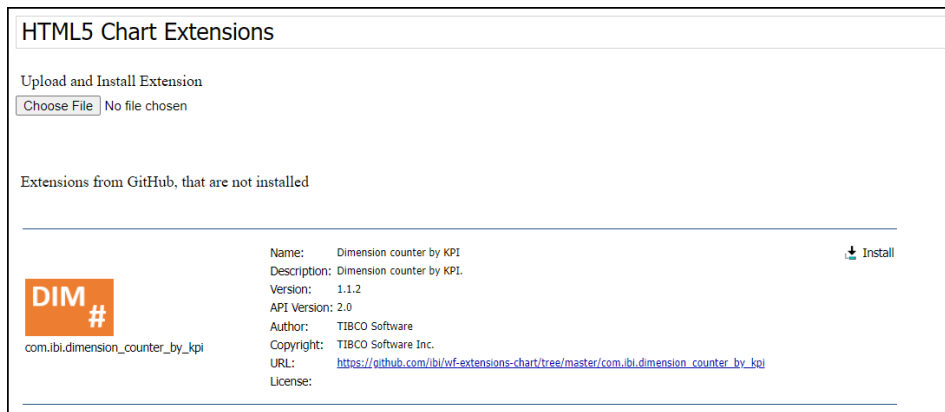 HTML5 Chart Extensions
Upload and Install Extension
Choose File No file chosen
Extensions from GitHub, that are not installed
Name: Dimension counter by KPI
Install
Description: Dimension counter by KPI.
Version: 1.1.2
API Version: 2.0
Author: TIBCO Software
Copyright: TIBCO Software Inc.
URL: https://github.com/ibi/wf-extensions-chart/tree/master/com.ibi.dimension_counter_by_kpi
License:
DIM
#
com.ibi.dimension_counter_by_kpi